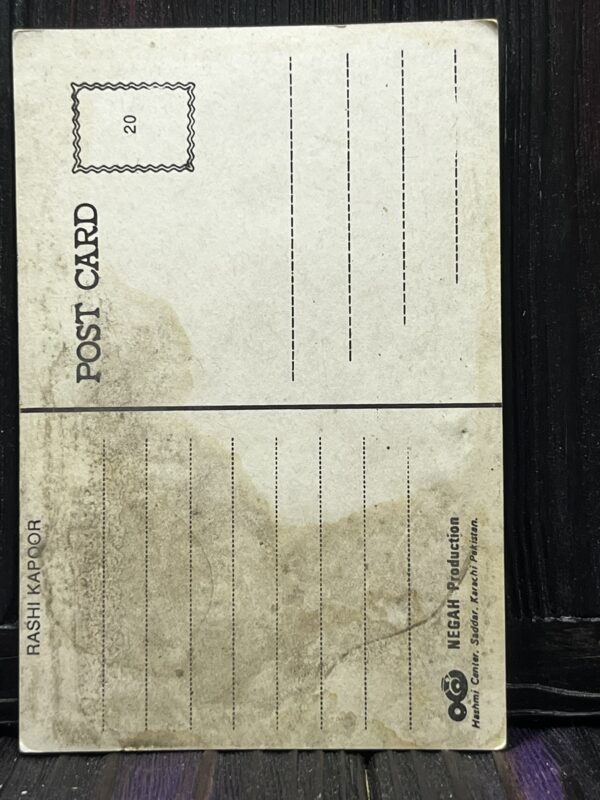 RASHI KAPOOR
POST CARD
20
NEGAH Production
Hashmi Center, Saddar, Karachi Pakistan.